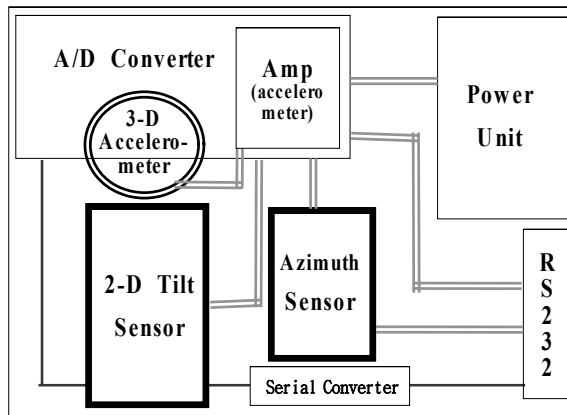 A/D Converter
Amp
(accelero
meter)
Power
Unit
3-D
Accelero-
meter
2-D Tilt
Sensor
Azimuth
Sensor
R
S
2
3
2
Serial Converter